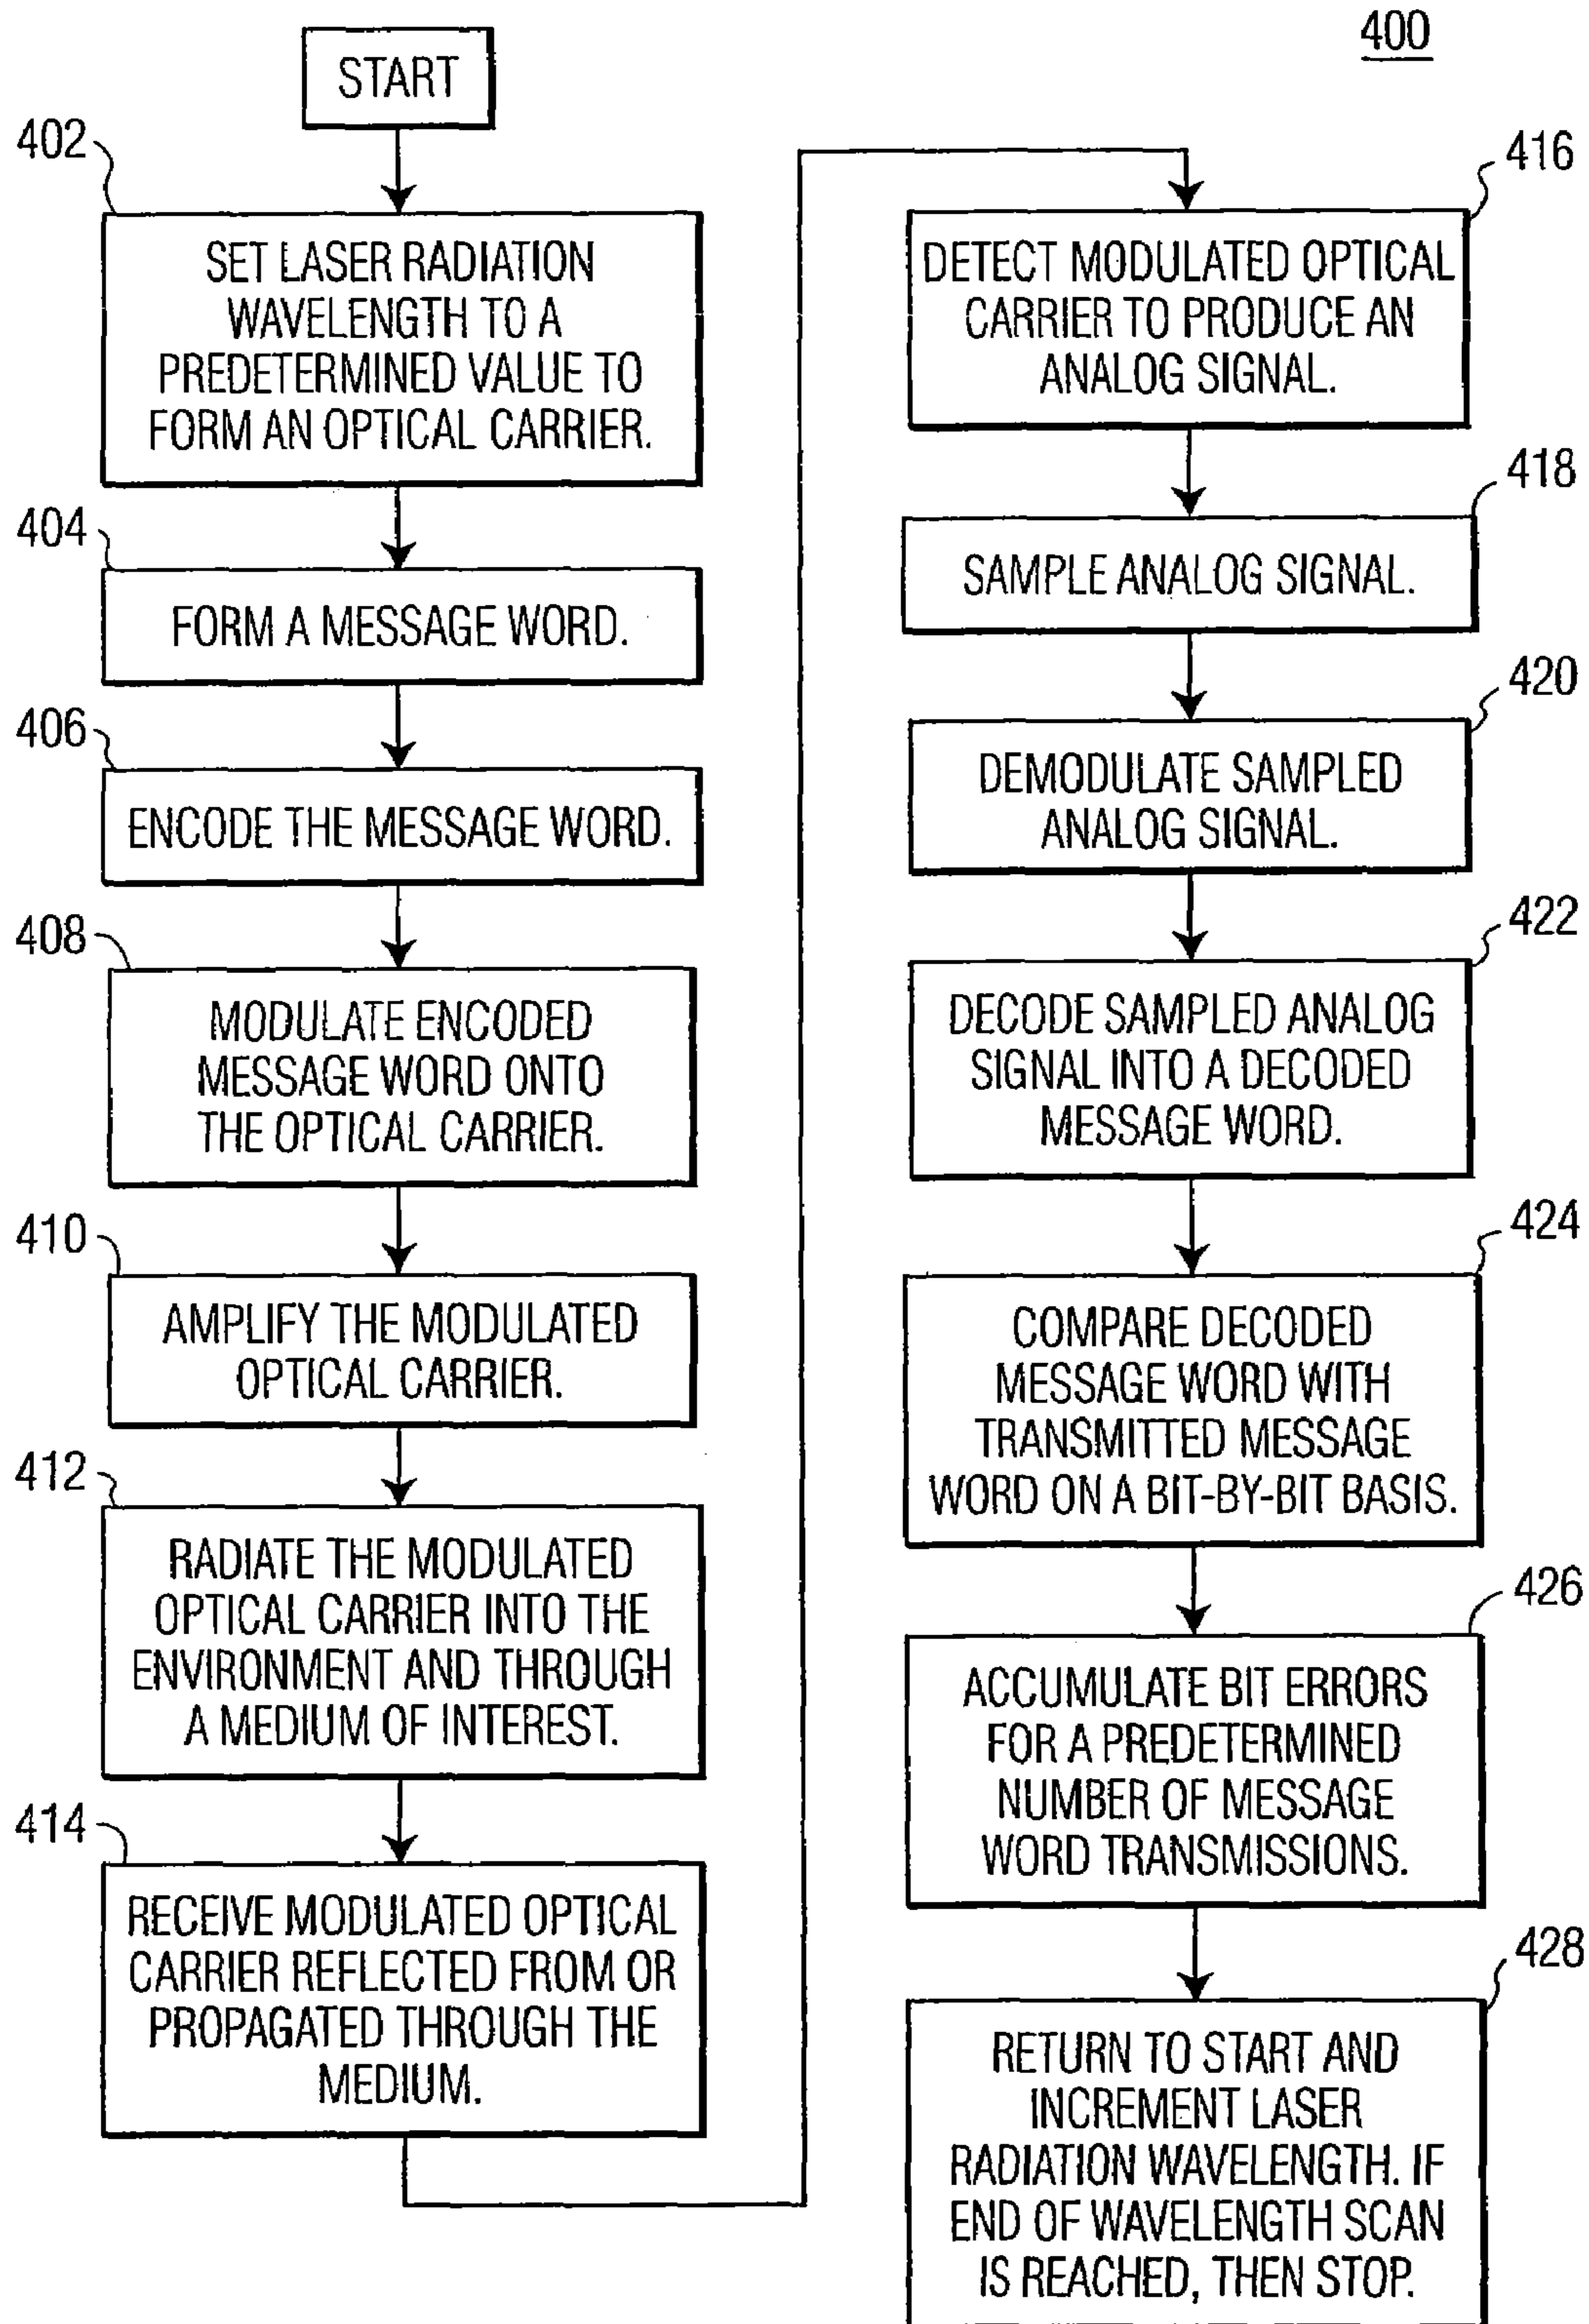 400
START
402
SET LASER RADIATION
WAVELENGTH TO A
PREDETERMINED VALUE TO
FORM AN OPTICAL CARRIER.
404
FORM A MESSAGE WORD.
406
ENCODE THE MESSAGE WORD.
408
MODULATE ENCODED
MESSAGE WORD ONTO
THE OPTICAL CARRIER.
410
AMPLIFY THE MODULATED
OPTICAL CARRIER.
412
RADIATE THE MODULATED
OPTICAL CARRIER INTO THE
ENVIRONMENT AND THROUGH
A MEDIUM OF INTEREST.
414
RECEIVE MODULATED OPTICAL
CARRIER REFLECTED FROM OR
PROPAGATED THROUGH THE
MEDIUM.
416
DETECT MODULATED OPTICAL
CARRIER TO PRODUCE AN
ANALOG SIGNAL.
418
SAMPLE ANALOG SIGNAL.
420
DEMODULATE SAMPLED
ANALOG SIGNAL.
422
DECODE SAMPLED ANALOG
SIGNAL INTO A DECODED
MESSAGE WORD.
424
COMPARE DECODED
MESSAGE WORD WITH
TRANSMITTED MESSAGE
WORD ON A BIT-BY-BIT BASIS.
426
ACCUMULATE BIT ERRORS
FOR A PREDETERMINED
NUMBER OF MESSAGE
WORD TRANSMISSIONS.
428
RETURN TO START AND
INCREMENT LASER
RADIATION WAVELENGTH. IF
END OF WAVELENGTH SCAN
IS REACHED, THEN STOP.